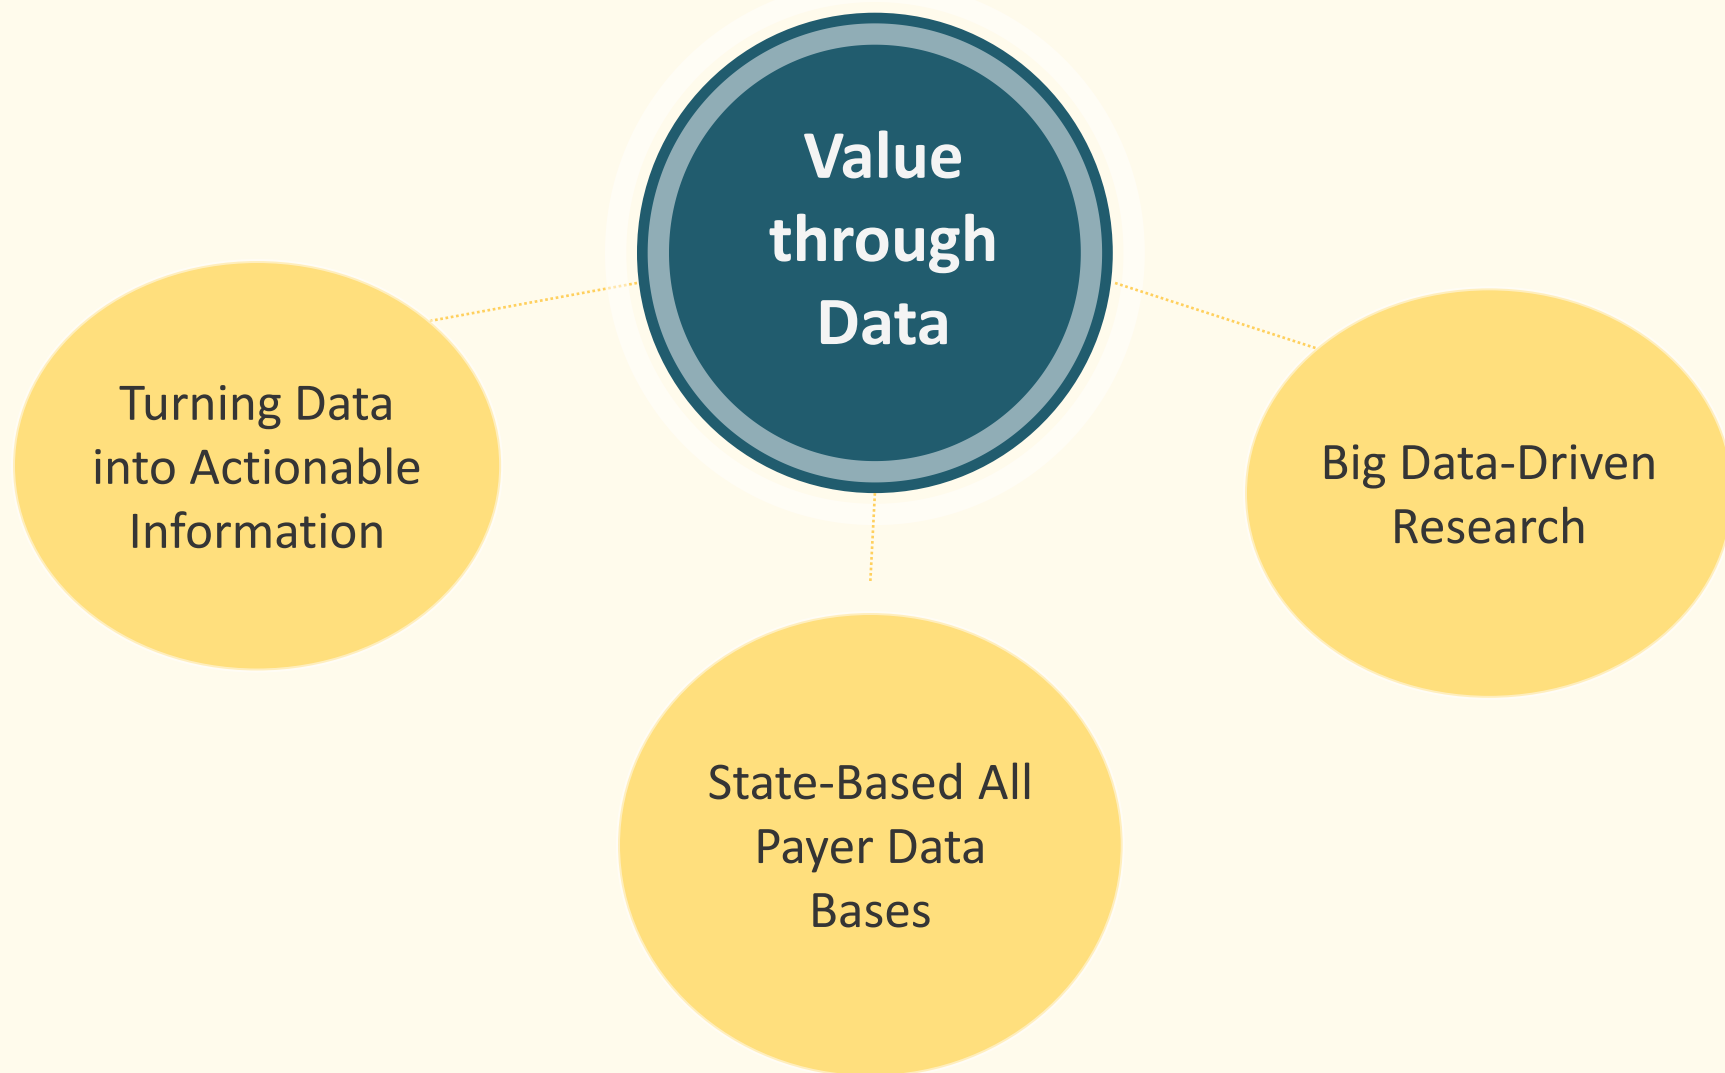 Value
through
Data
Turning Data
into Actionable
Information
Big Data-Driven
Research
State-Based All
Payer Data
Bases